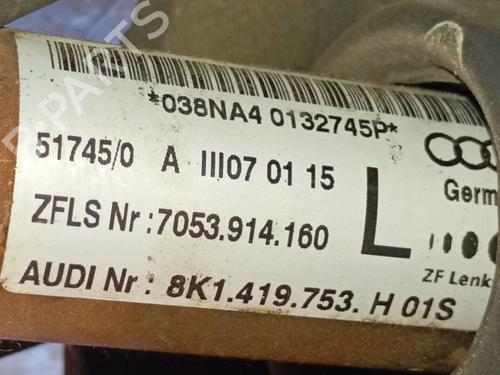 *038NA4 0132745P*
51745/0 A III07 01 15 L
Germ
ZFLS Nr :7053.914.160
ZF Lenk
AUDI Nr : 8K1.419.753. H 01S